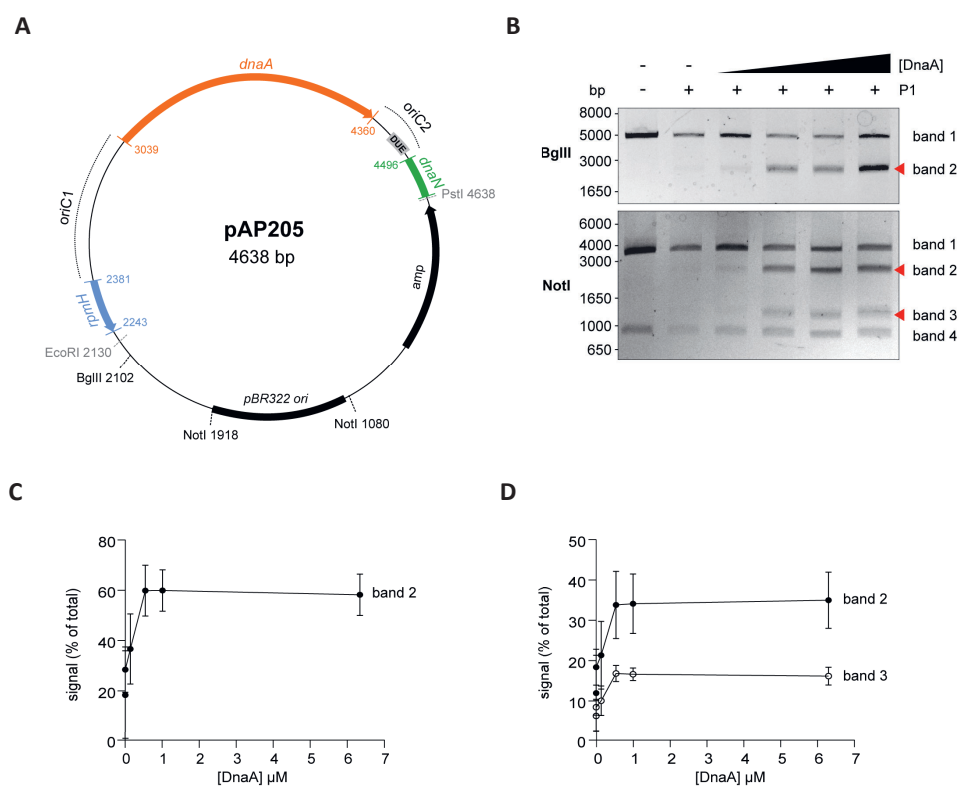 A
dnaA
oriC2
4360
DUE
3039
4496
dnaN
PstI 4638
oriC1
pAP205
4638 bp
amp
2381
rpmH
2243
EcoRI 2130
BglII 2102
pBR322 ori
NotI 1918
NotI 1080
B
- - [DnaA]
bp - + + + + + P1
8000
5000
3000
1650
BglII
band 1
band 2
6000
4000
3000
1650
1000
650
NotI
band 1
band 2
band 3
band 4
C
80
60
40
20
0
signal (% of total)
band 2
0 1 2 3 4 5 6 7
[DnaA] µM
D
50
40
30
20
10
0
signal (% of total)
band 2
band 3
0 1 2 3 4 5 6 7
[DnaA] µM